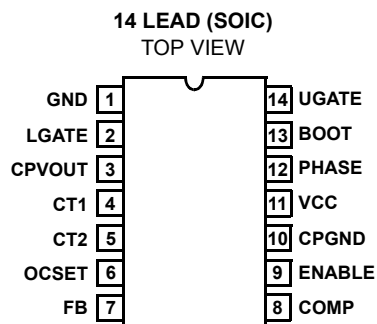 14 LEAD (SOIC)
TOP VIEW
GND 1 14 UGATE
LGATE 2 13 BOOT
CPVOUT 3 12 PHASE
CT1 4 11 VCC
CT2 5 10 CPGND
OCSET 6 9 ENABLE
FB 7 8 COMP